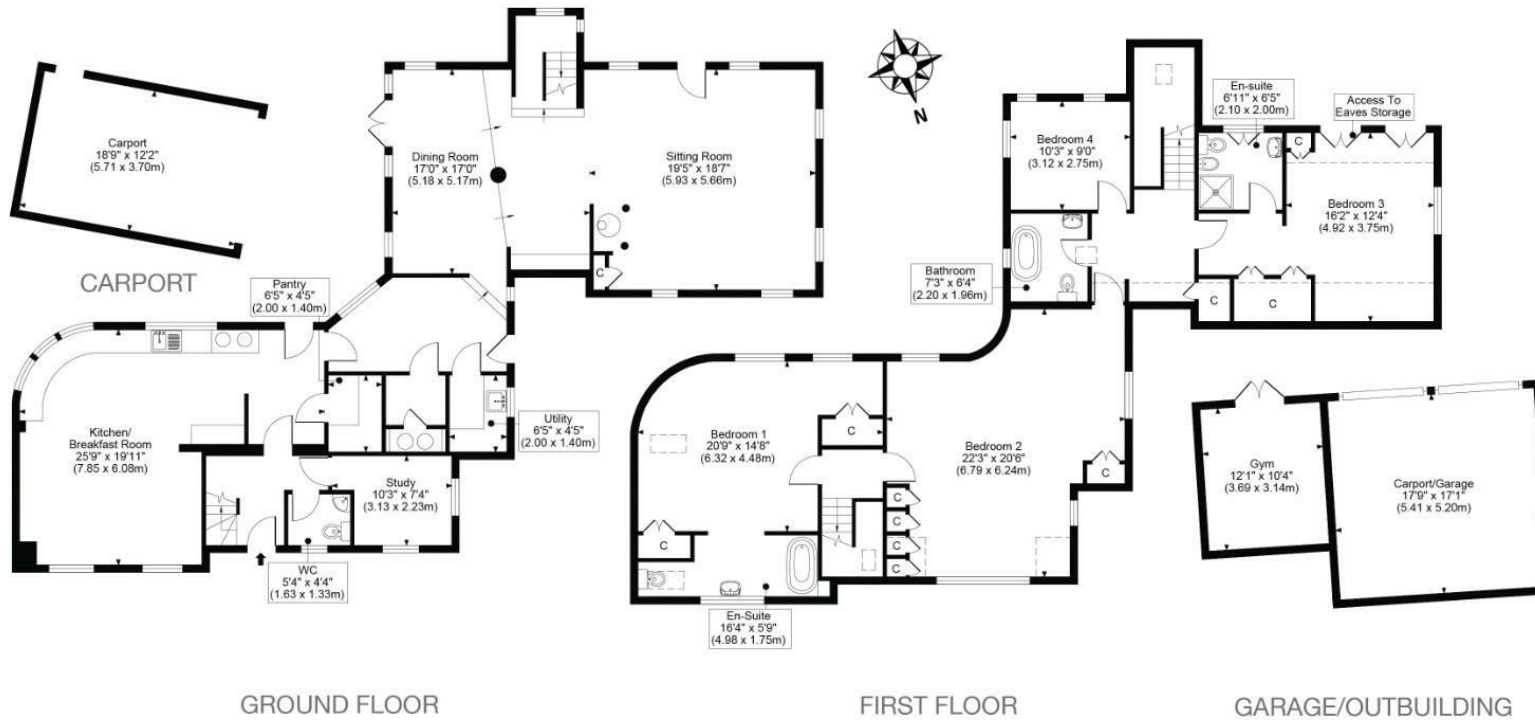 Carport
18'9" x 12'2"
(5.71 x 3.70m)
CARPORT
N
Dining Room
17'0" x 17'0"
(5.18 x 5.17m)
Sitting Room
19'5" x 18'7"
(5.93 x 5.66m)
C
Pantry
6'5" x 4'5"
(2.00 x 1.40m)
Kitchen/
Breakfast Room
25'9" x 19'11"
(7.85 x 6.08m)
Utility
6'5" x 4'5"
(2.00 x 1.40m)
Study
10'3" x 7'4"
(3.13 x 2.23m)
WC
5'4" x 4'4"
(1.63 x 1.33m)
GROUND FLOOR
Bedroom 4
10'3" x 9'0"
(3.12 x 2.75m)
En-suite
6'11" x 6'5"
(2.10 x 2.00m)
Access To
Eaves Storage
C
Bedroom 3
16'2" x 12'4"
(4.92 x 3.75m)
C
C
Bathroom
7'3" x 6'4"
(2.20 x 1.96m)
Bedroom 1
20'9" x 14'8"
(6.32 x 4.48m)
C
C
Bedroom 2
22'3" x 20'6"
(6.79 x 6.24m)
C
C
C
C
C
En-Suite
16'4" x 5'9"
(4.98 x 1.75m)
FIRST FLOOR
Gym
12'1" x 10'4"
(3.69 x 3.14m)
Carport/Garage
17'9" x 17'1"
(5.41 x 5.20m)
GARAGE/OUTBUILDING